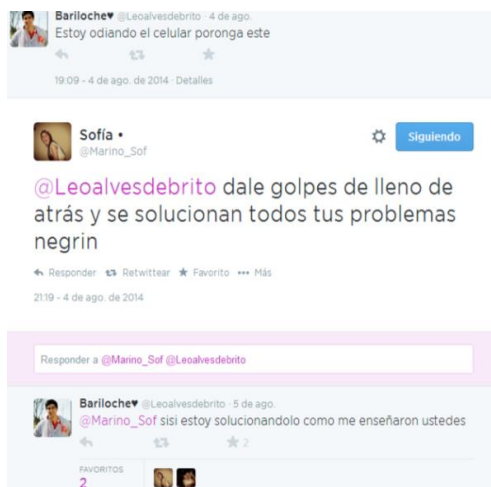 Bariloche♥ @Leoalvesdebrito · 4 de ago.
Estoy odiando el celular poronga este
19:09 - 4 de ago. de 2014 · Detalles
Sofía •
@Marino_Sof
Siguiendo
@Leoalvesdebrito dale golpes de lleno de
atrás y se solucionan todos tus problemas
negrin
Responder Retwittear Favorito ••• Más
21:19 - 4 de ago. de 2014
Responder a @Marino_Sof @Leoalvesdebrito
Bariloche♥ @Leoalvesdebrito · 5 de ago.
@Marino_Sof sisi estoy solucionandolo como me enseñaron ustedes
2
FAVORITOS
2